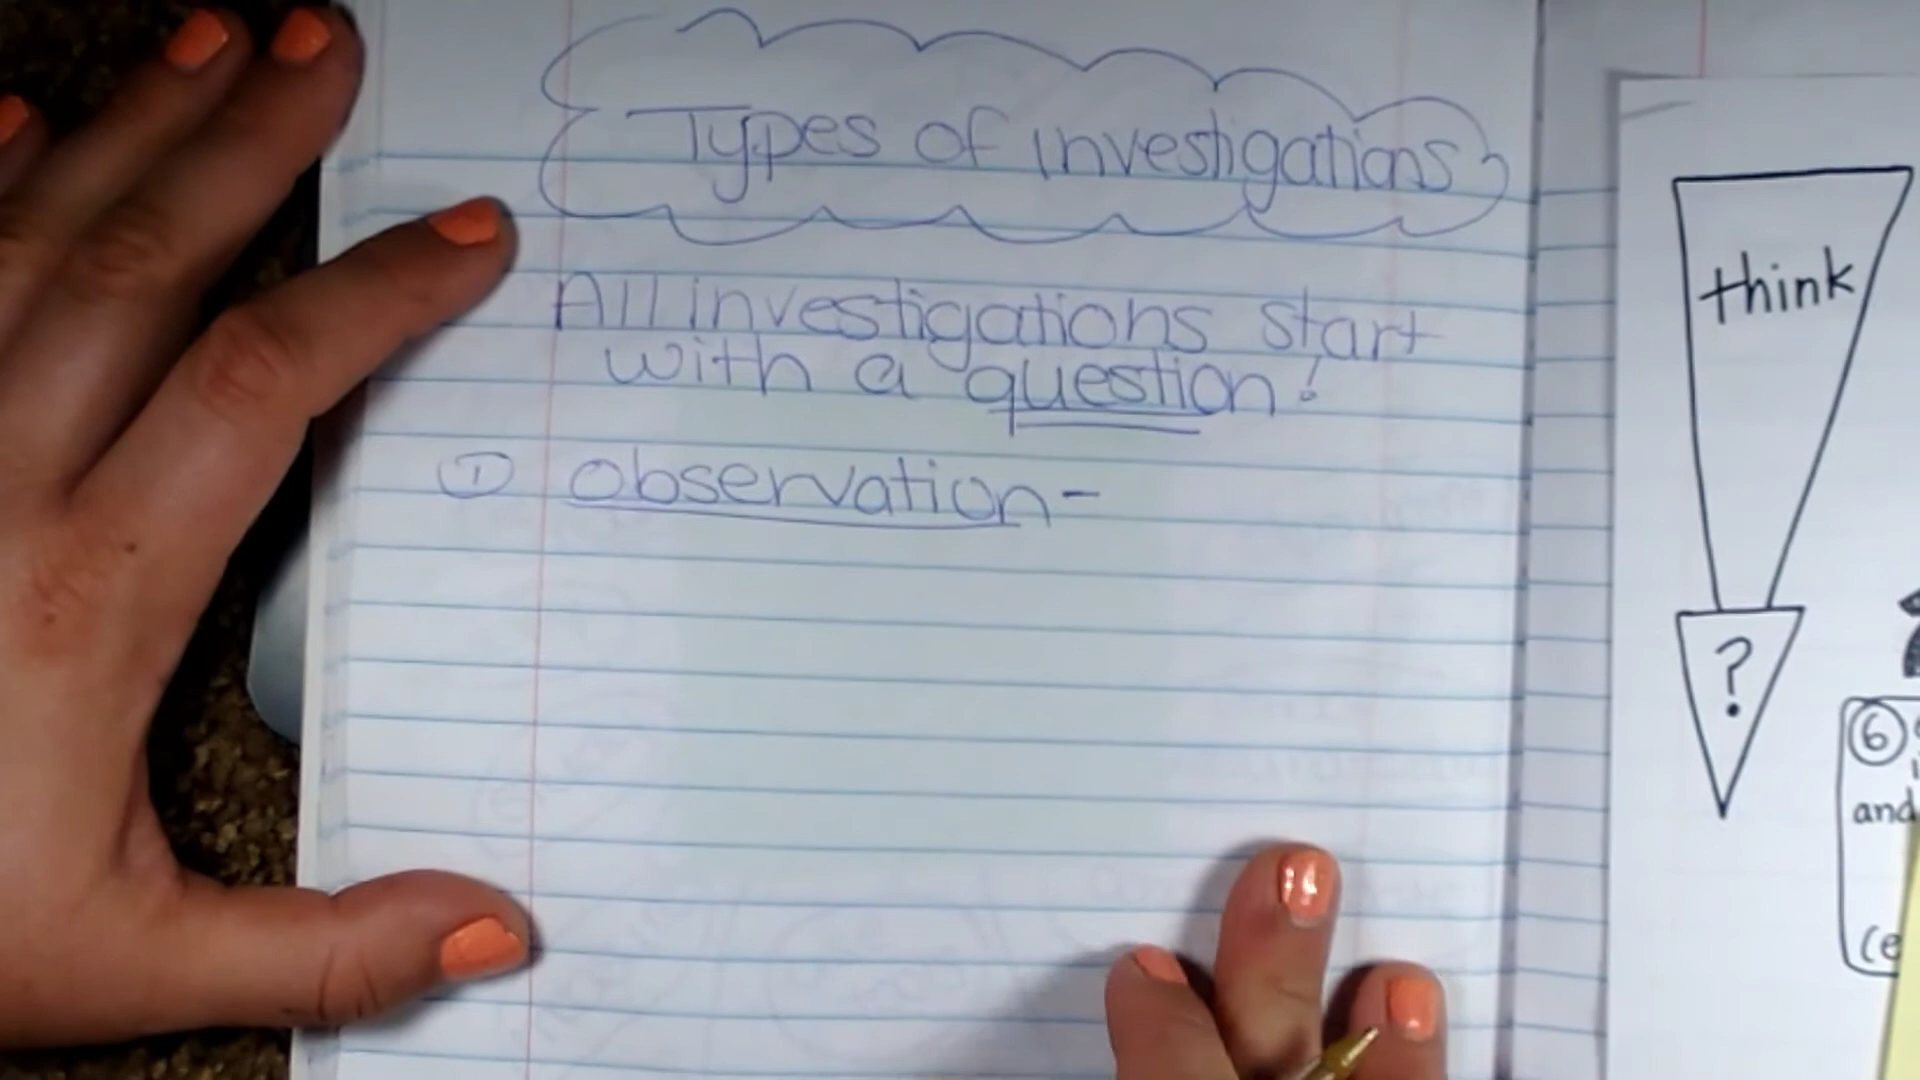 Types of investigations
All investigations start
with a question!
① Observation-
think
?
⑥
and